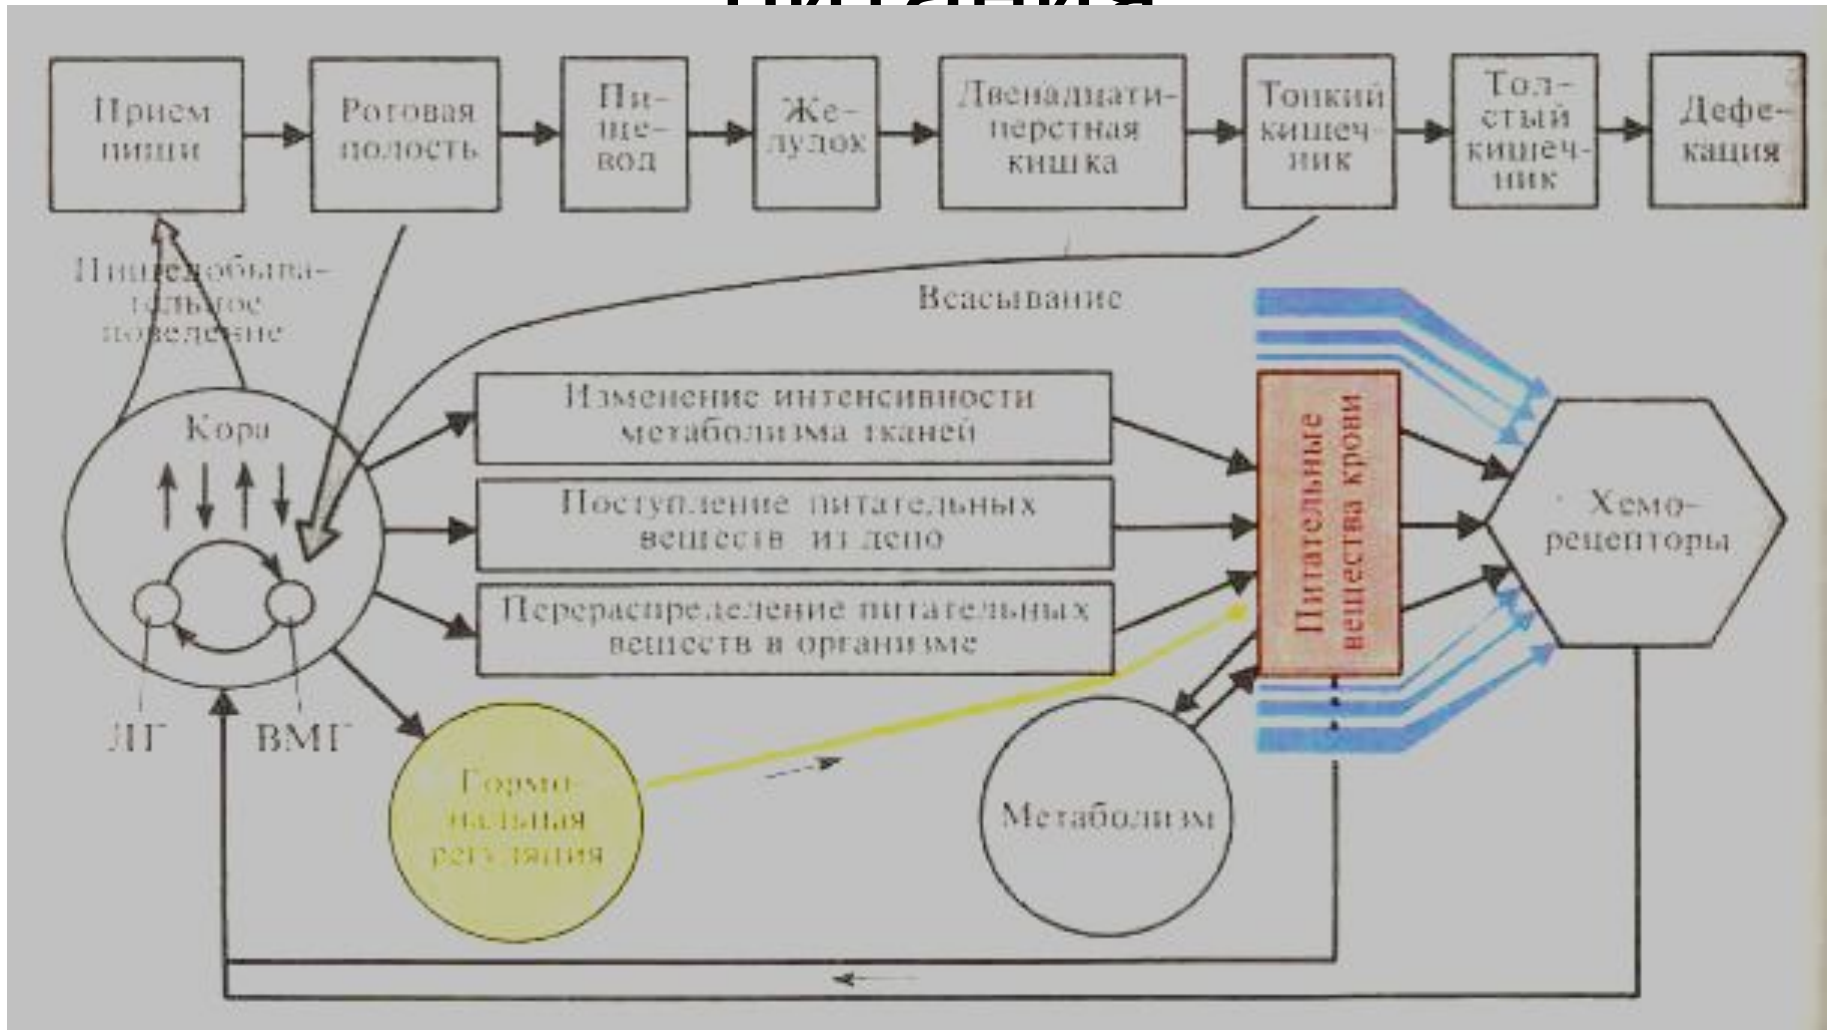 питания
Прием
пищи
Ротовая
полость
Пи-
ще-
вод
Же-
лудок
Двенадцати-
перстная
кишка
Тонкий
кишеч-
ник
Тол-
стый
кишеч-
ник
Дефе-
кация
Пищедобыва-
тельное
поведение
Всасывание
Кора
Изменение интенсивности
метаболизма тканей
Поступление питательных
веществ из депо
Перераспределение питательных
веществ в организме
Питательные
вещества крови
Хемо-
рецепторы
ЛГ
ВМГ
Гормо-
нальная
регуляция
Метаболизм